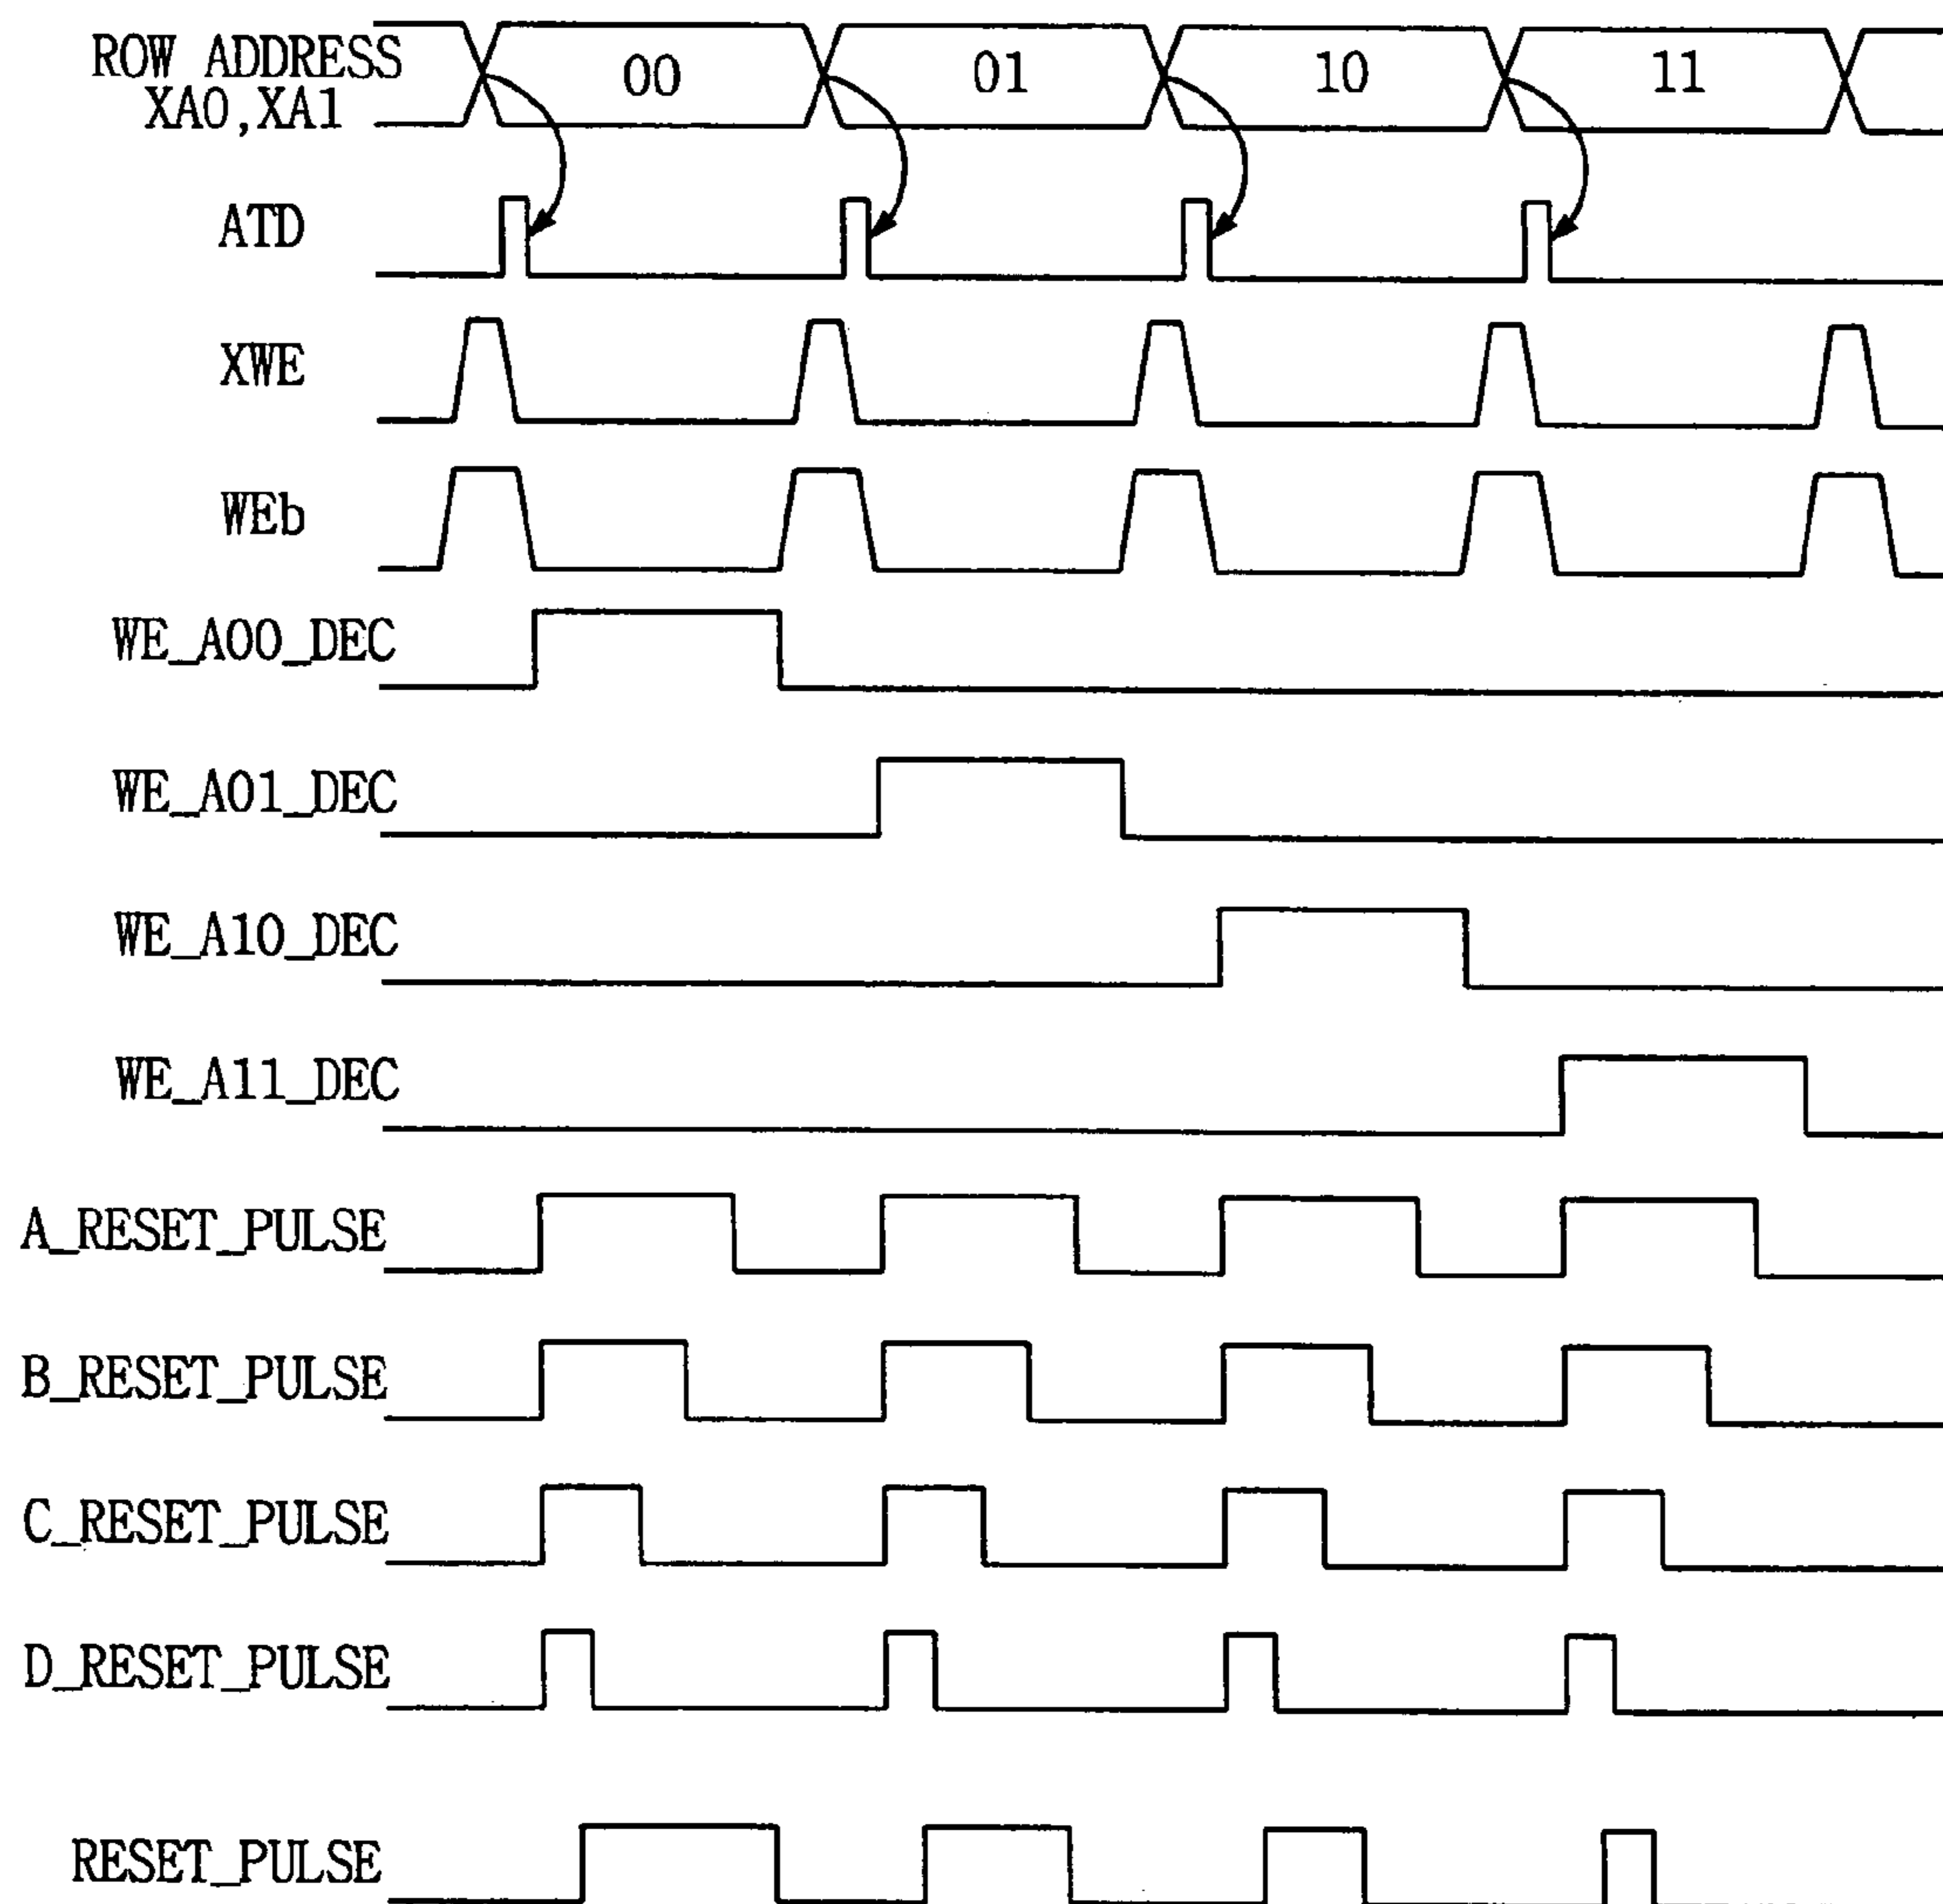 ROW ADDRESS
XA0,XA1
00
01
10
11
ATD
XWE
WEb
WE_A00_DEC
WE_A01_DEC
WE_A10_DEC
WE_A11_DEC
A_RESET_PULSE
B_RESET_PULSE
C_RESET_PULSE
D_RESET_PULSE
RESET_PULSE